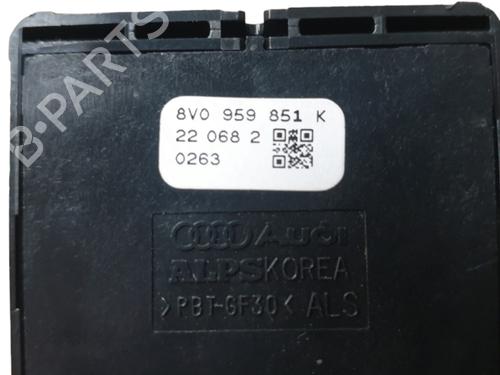 8V0 959 851 K
22 068 2
0263
Audi
ALPSKOREA
>PBT-GF30< ALS
B-PARTS